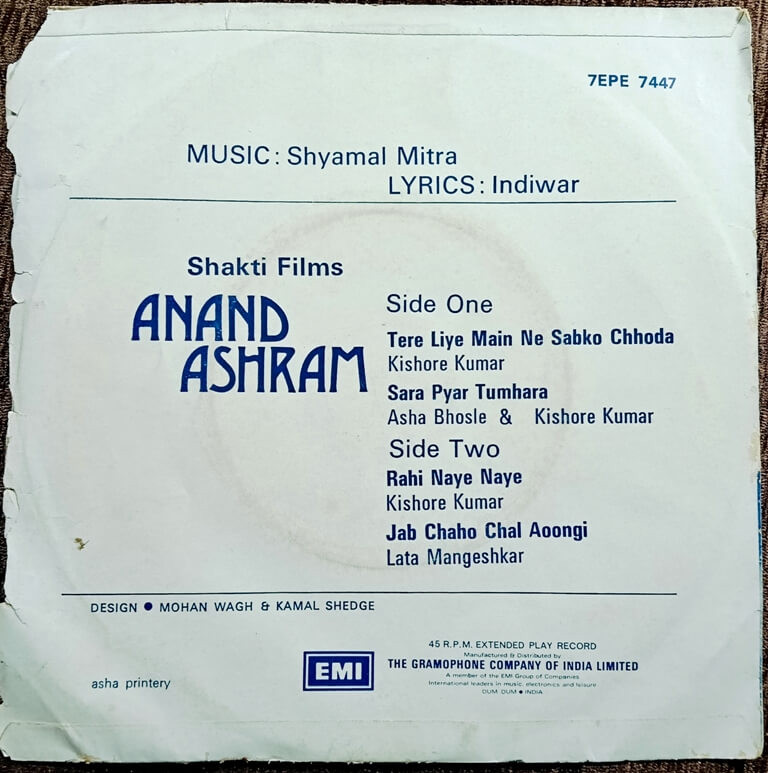 7EPE 7447
MUSIC: Shyamal Mitra
LYRICS: Indiwar
Shakti Films
ANAND
ASHRAM
Side One
Tere Liye Main Ne Sabko Chhoda
Kishore Kumar
Sara Pyar Tumhara
Asha Bhosle & Kishore Kumar
Side Two
Rahi Naye Naye
Kishore Kumar
Jab Chaho Chal Aoongi
Lata Mangeshkar
DESIGN ● MOHAN WAGH & KAMAL SHEDGE
asha printery
EMI
45 R.P.M. EXTENDED PLAY RECORD
Manufactured & Distributed by
THE GRAMOPHONE COMPANY OF INDIA LIMITED
A member of the EMI Group of Companies
International leaders in music, electronics and leisure
DUM DUM ● INDIA